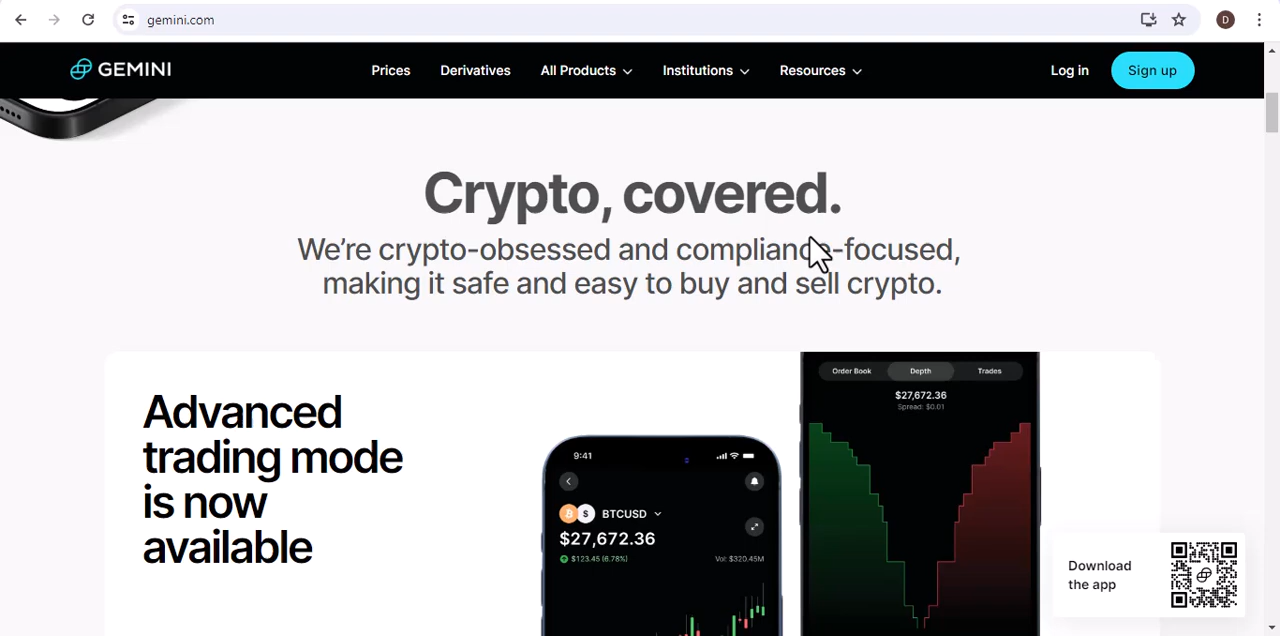 gemini.com
D
GEMINI
Prices
Derivatives
All Products
Institutions
Resources
Log in
Sign up
Crypto, covered.
We’re crypto-obsessed and compliance-focused,
making it safe and easy to buy and sell crypto.
Advanced
trading mode
is now
available
9:41
BTCUSD
$27,672.36
$123.45 (6.78%)
Vol: $320.45M
Order Book
Depth
Trades
$27,672.36
Spread: $0.01
Download
the app